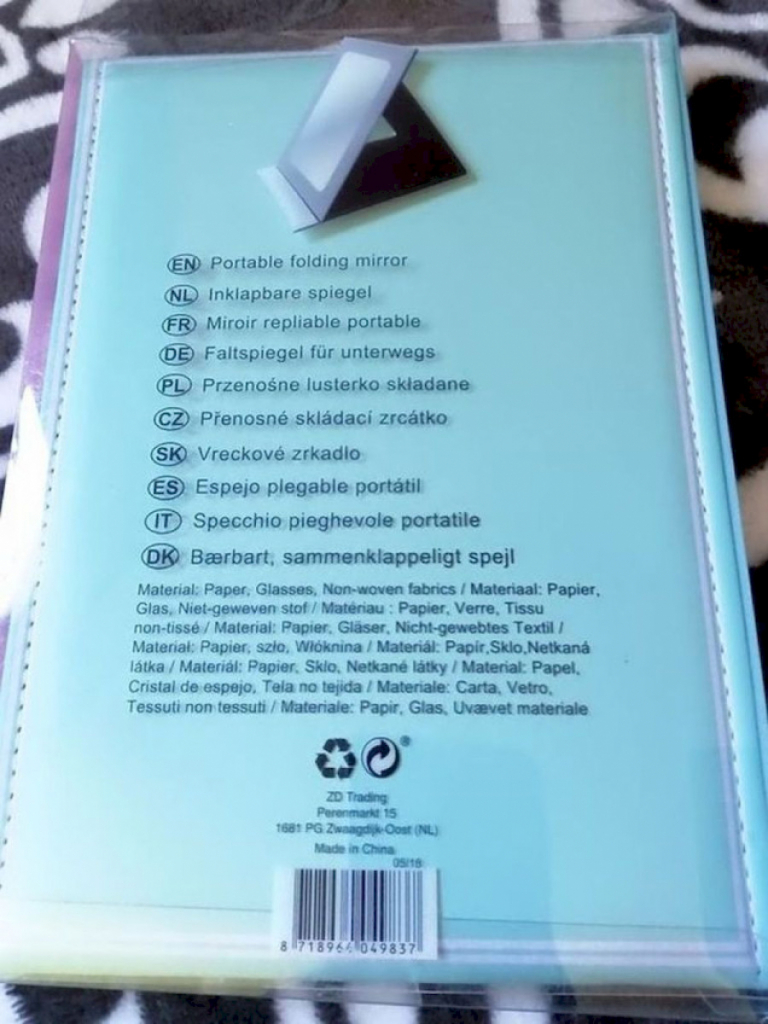 EN Portable folding mirror
NL Inklapbare spiegel
FR Miroir repliable portable
DE Faltspiegel für unterwegs
PL Przenośne lusterko składane
CZ Přenosné skládací zrcátko
SK Vreckové zrkadlo
ES Espejo plegable portátil
IT Specchio pieghevole portatile
DK Bærbart, sammenklappeligt spejl
Material: Paper, Glasses, Non-woven fabrics / Materiaal: Papier,
Glas, Niet-geweven stof / Matériau : Papier, Verre, Tissu
non-tissé / Material: Papier, Gläser, Nicht-gewebtes Textil /
Materiał: Papier, szło, Włóknina / Materiál: Papír,Sklo,Netkaná
látka / Materiál: Papier, Sklo, Netkané látky / Material: Papel,
Cristal de espejo, Tela no tejida / Materiale: Carta, Vetro,
Tessuti non tessuti / Materiale: Papir, Glas, Uvævet materiale
®
ZD Trading
Perenmarkt 15
1681 PG Zwaagdijk-Oost (NL)
Made in China
05/18
8 718964 049837